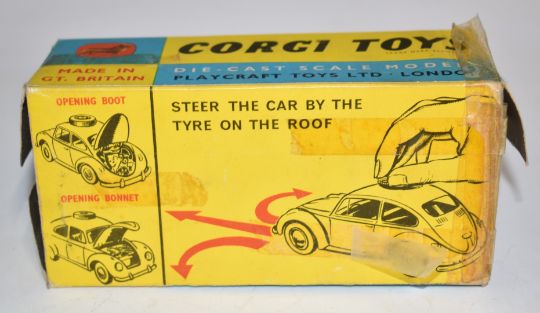 CORGI TOYS
MADE IN
GT. BRITAIN
DIE-CAST SCALE MODEL
PLAYCRAFT TOYS LTD · LONDO
OPENING BOOT
STEER THE CAR BY THE
TYRE ON THE ROOF
OPENING BONNET